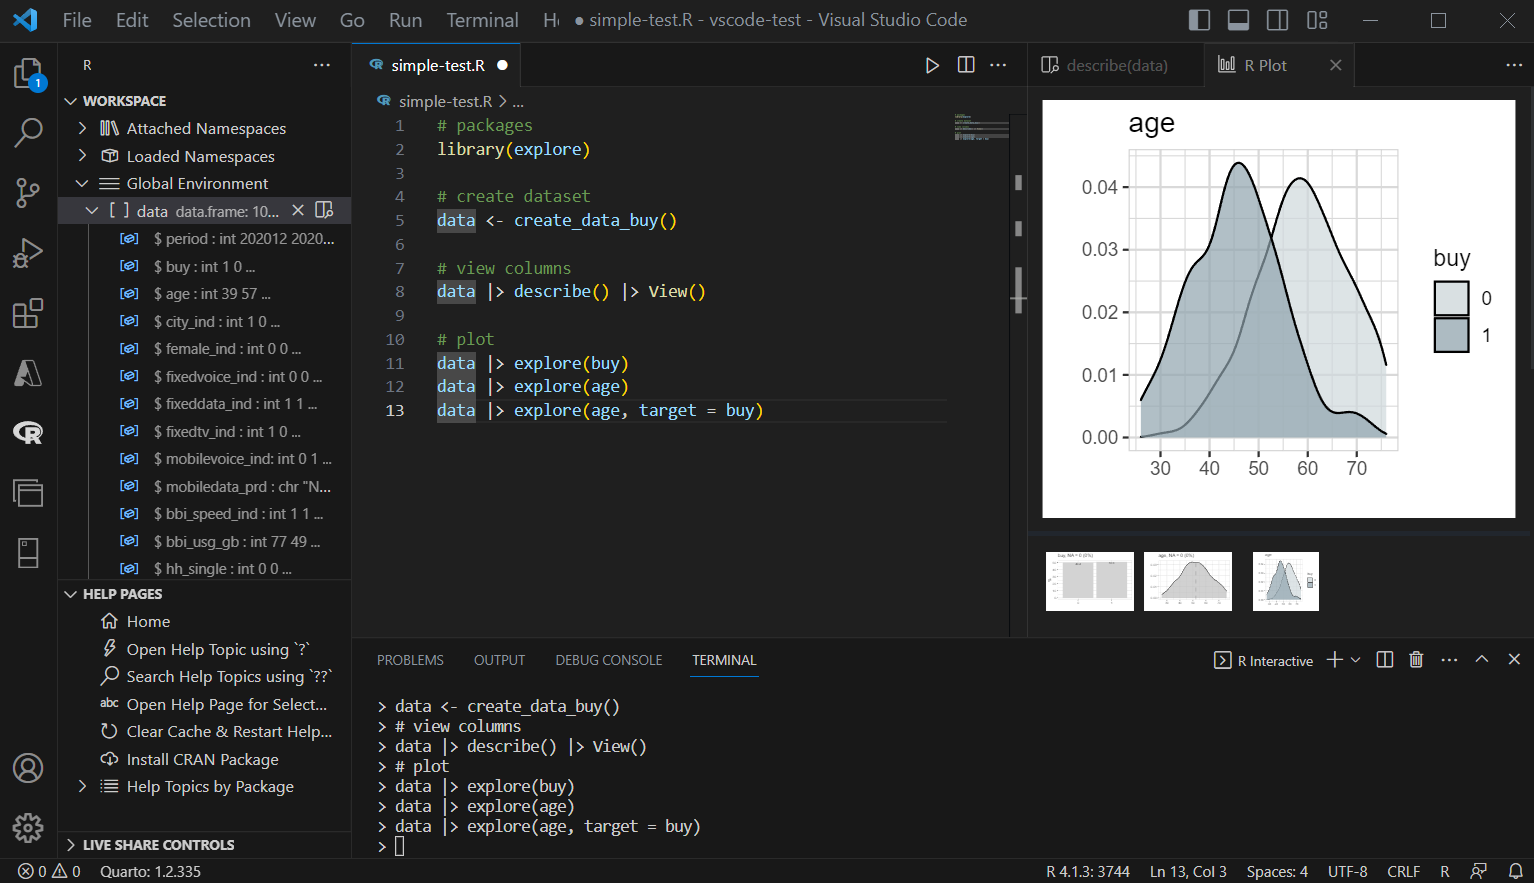 File Edit Selection View Go Run Terminal
● simple-test.R - vscode-test - Visual Studio Code
1
R
···
WORKSPACE
Attached Namespaces
Loaded Namespaces
Global Environment
[ ] data data.frame: 10...
$ period : int 202012 2020...
$ buy : int 1 0 ...
$ age : int 39 57 ...
$ city_ind : int 1 0 ...
$ female_ind : int 0 0 ...
$ fixedvoice_ind : int 0 0 ...
$ fixeddata_ind : int 1 1 ...
$ fixedtv_ind : int 1 0 ...
$ mobilevoice_ind: int 0 1 ...
$ mobiledata_prd : chr "N...
$ bbi_speed_ind : int 1 1 ...
$ bbi_usg_gb : int 77 49 ...
$ hh_single : int 0 0 ...
HELP PAGES
Home
Open Help Topic using `?`
Search Help Topics using `??`
abc Open Help Page for Select...
Clear Cache & Restart Help...
Install CRAN Package
Help Topics by Package
LIVE SHARE CONTROLS
simple-test.R ●
simple-test.R > ...
1 # packages
2 library(explore)
3
4 # create dataset
5 data <- create_data_buy()
6
7 # view columns
8 data |> describe() |> View()
9
10 # plot
11 data |> explore(buy)
12 data |> explore(age)
13 data |> explore(age, target = buy)
describe(data)
R Plot
age
0.04
0.03
0.02
0.01
0.00
30 40 50 60 70
buy
0
1
buy, NA = 0 (0%)
age, NA = 0 (0%)
age
PROBLEMS OUTPUT DEBUG CONSOLE TERMINAL
R Interactive
> data <- create_data_buy()
> # view columns
> data |> describe() |> View()
> # plot
> data |> explore(buy)
> data |> explore(age)
> data |> explore(age, target = buy)
>
0 0 Quarto: 1.2.335
R 4.1.3: 3744 Ln 13, Col 3 Spaces: 4 UTF-8 CRLF R